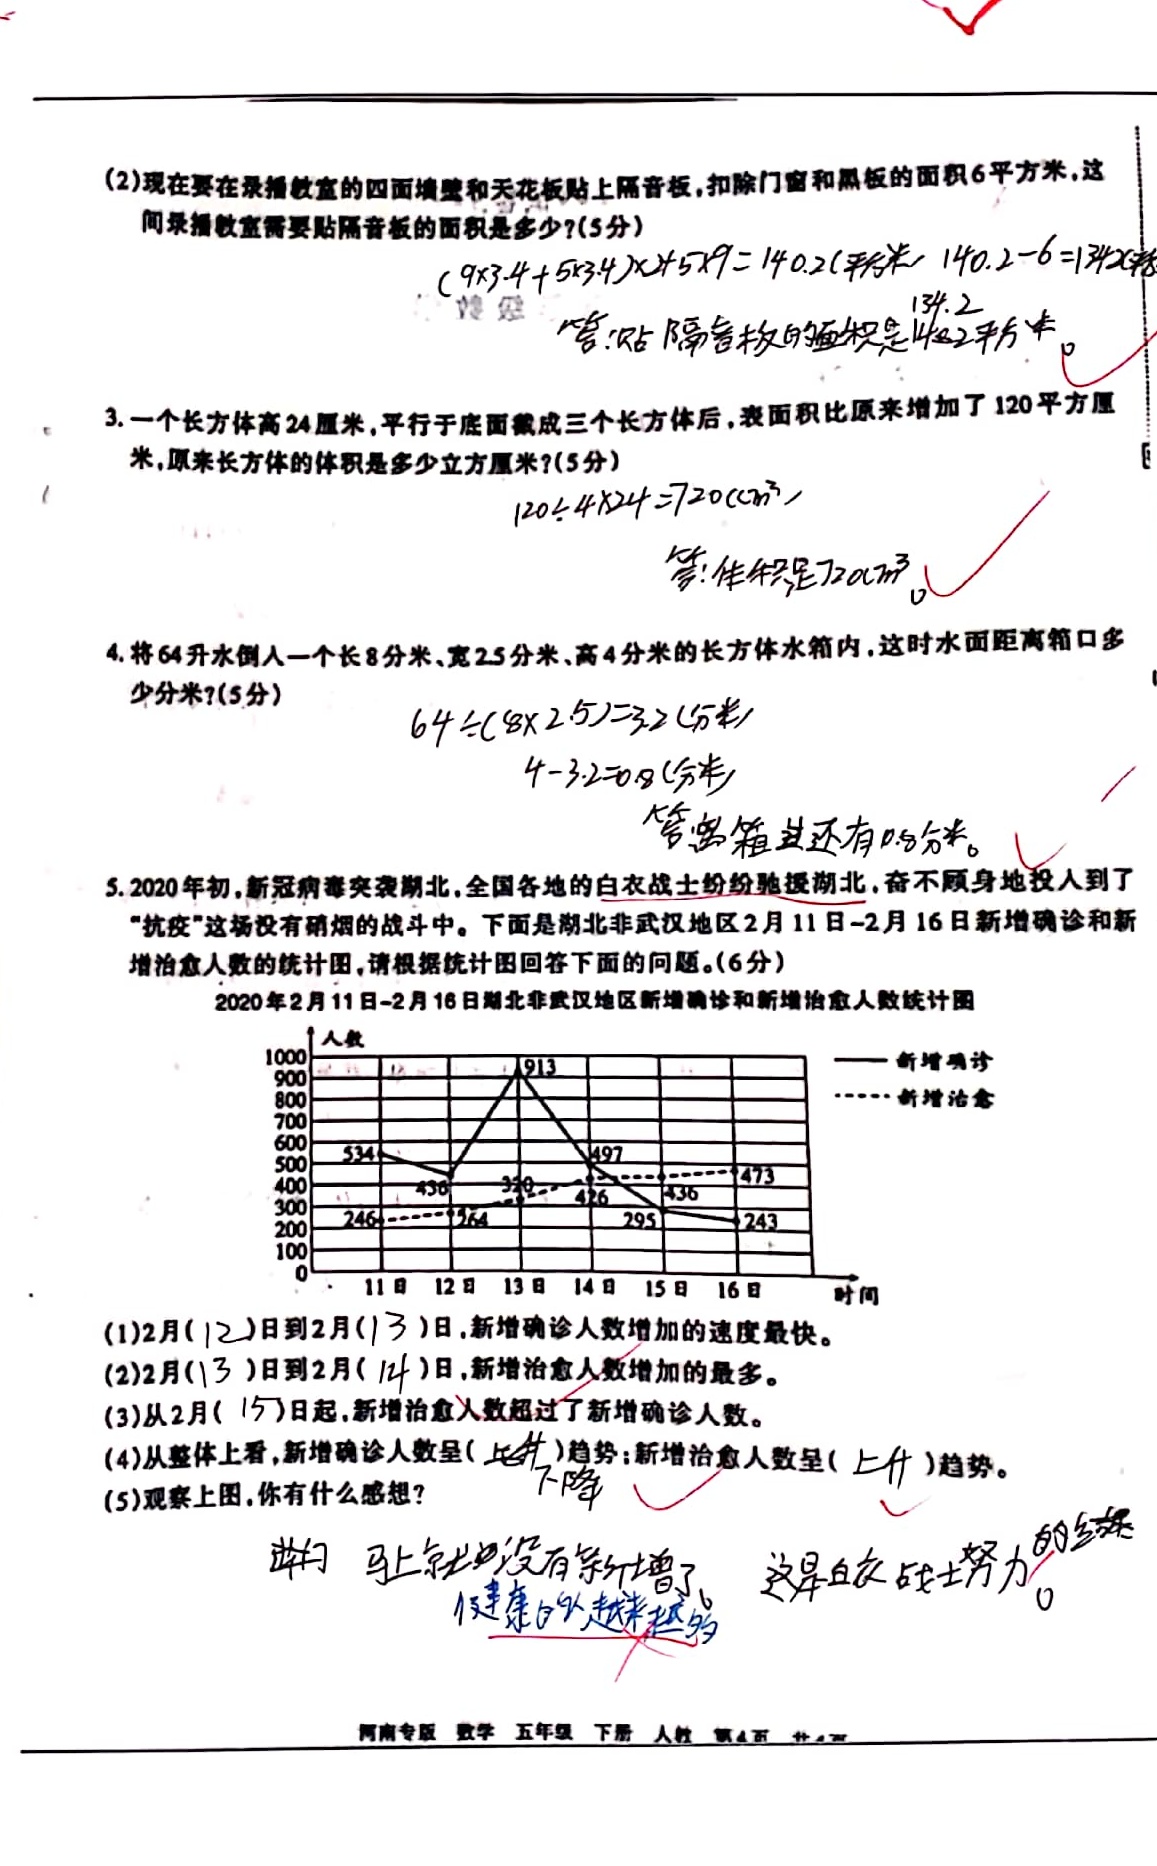 (2)现在要在录播教室的四面墙壁和天花板贴上隔音板,扣除门窗和黑板的面积6平方米,这
间录播教室需要贴隔音板的面积是多少?(5分)
(9×3.4+5×3.4)×2+5×9=140.2(平方米) 140.2-6=134.2(平
134.2
答:贴隔音板的面积是 平方米。
3.一个长方体高24厘米,平行于底面截成三个长方体后,表面积比原来增加了120平方厘
米,原来长方体的体积是多少立方厘米?(5分)
120÷4×24=720(cm³)
答:体积是720cm³。
4.将64升水倒人一个长8分米、宽2.5分米、高4分米的长方体水箱内,这时水面距离箱口多
少分米?(5分)
64÷(8×2.5)=3.2(分米)
4-3.2=0.8(分米)
答:离箱 还有0.8分米。
5.2020年初,新冠病毒突袭湖北,全国各地的白衣战士纷纷驰援湖北,奋不顾身地投人到了
“抗疫”这场没有硝烟的战斗中。下面是湖北非武汉地区2月11日-2月16日新增确诊和新
增治愈人数的统计图,请根据统计图回答下面的问题。(6分)
2020年2月11日-2月16日湖北非武汉地区新增确诊和新增治愈人数统计图
人数
新增确诊
新增治愈
1000
900
800
700
600
500
400
300
200
100
0
534 436 913 497 295 243
246 264 320 426 436 473
11日 12日 13日 14日 15日 16日 时间
(1)2月(12)日到2月(13)日,新增确诊人数增加的速度最快。
(2)2月(13)日到2月(14)日,新增治愈人数增加的最多。
(3)从2月(15)日起,新增治愈人数超过了新增确诊人数。
(4)从整体上看,新增确诊人数呈( )趋势;新增治愈人数呈(上升)趋势。
下降
(5)观察上图,你有什么感想?
马上就 没有新增了。 这是白衣战士努力的结果。
健康的人越来越多
河南专版 数学 五年级 下册 人教 第4页 共4页